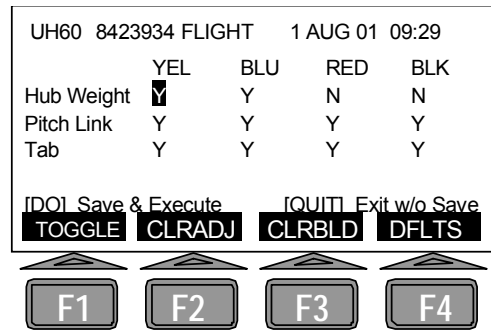 UH60 8423934 FLIGHT 1 AUG 01 09:29
YEL BLU RED BLK
Hub Weight Y Y N N
Pitch Link Y Y Y Y
Tab Y Y Y Y
[DO] Save & Execute [QUIT] Exit w/o Save
TOGGLE CLRADJ CLRBLD DFLTS
F1 F2 F3 F4